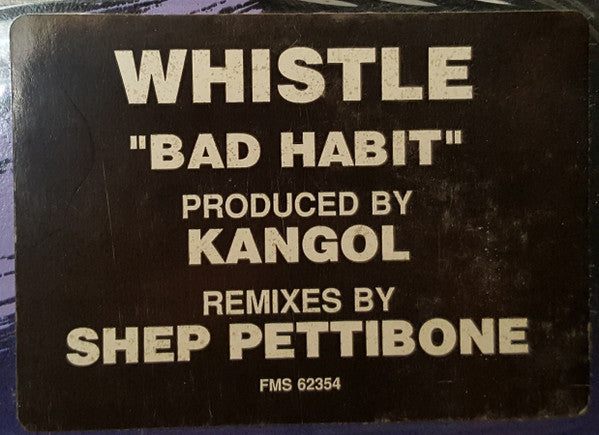 WHISTLE
"BAD HABIT"
PRODUCED BY
KANGOL
REMIXES BY
SHEP PETTIBONE
FMS 62354